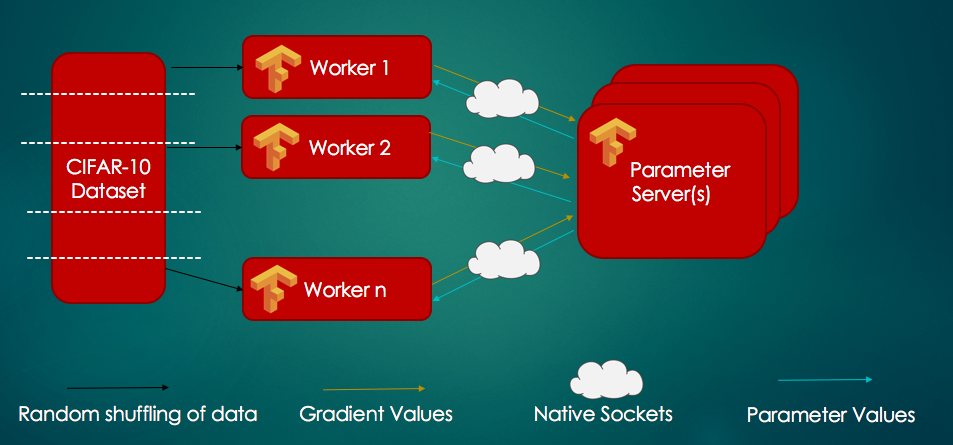 CIFAR-10
Dataset
Worker 1
Worker 2
Worker n
Parameter
Server(s)
Random shuffling of data
Gradient Values
Native Sockets
Parameter Values